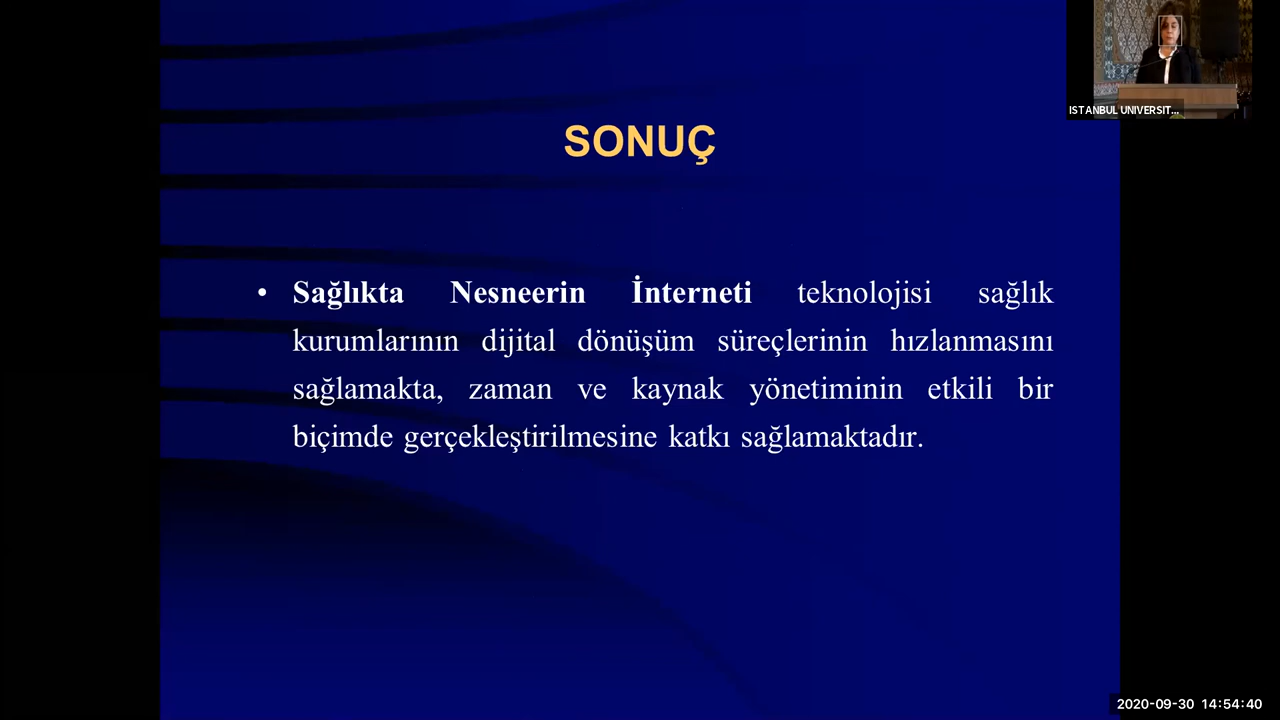 ISTANBUL UNIVERSIT...
SONUÇ
• Sağlıkta Nesneerin İnterneti teknolojisi sağlık
kurumlarının dijital dönüşüm süreçlerinin hızlanmasını
sağlamakta, zaman ve kaynak yönetiminin etkili bir
biçimde gerçekleştirilmesine katkı sağlamaktadır.
2020-09-30 14:54:40